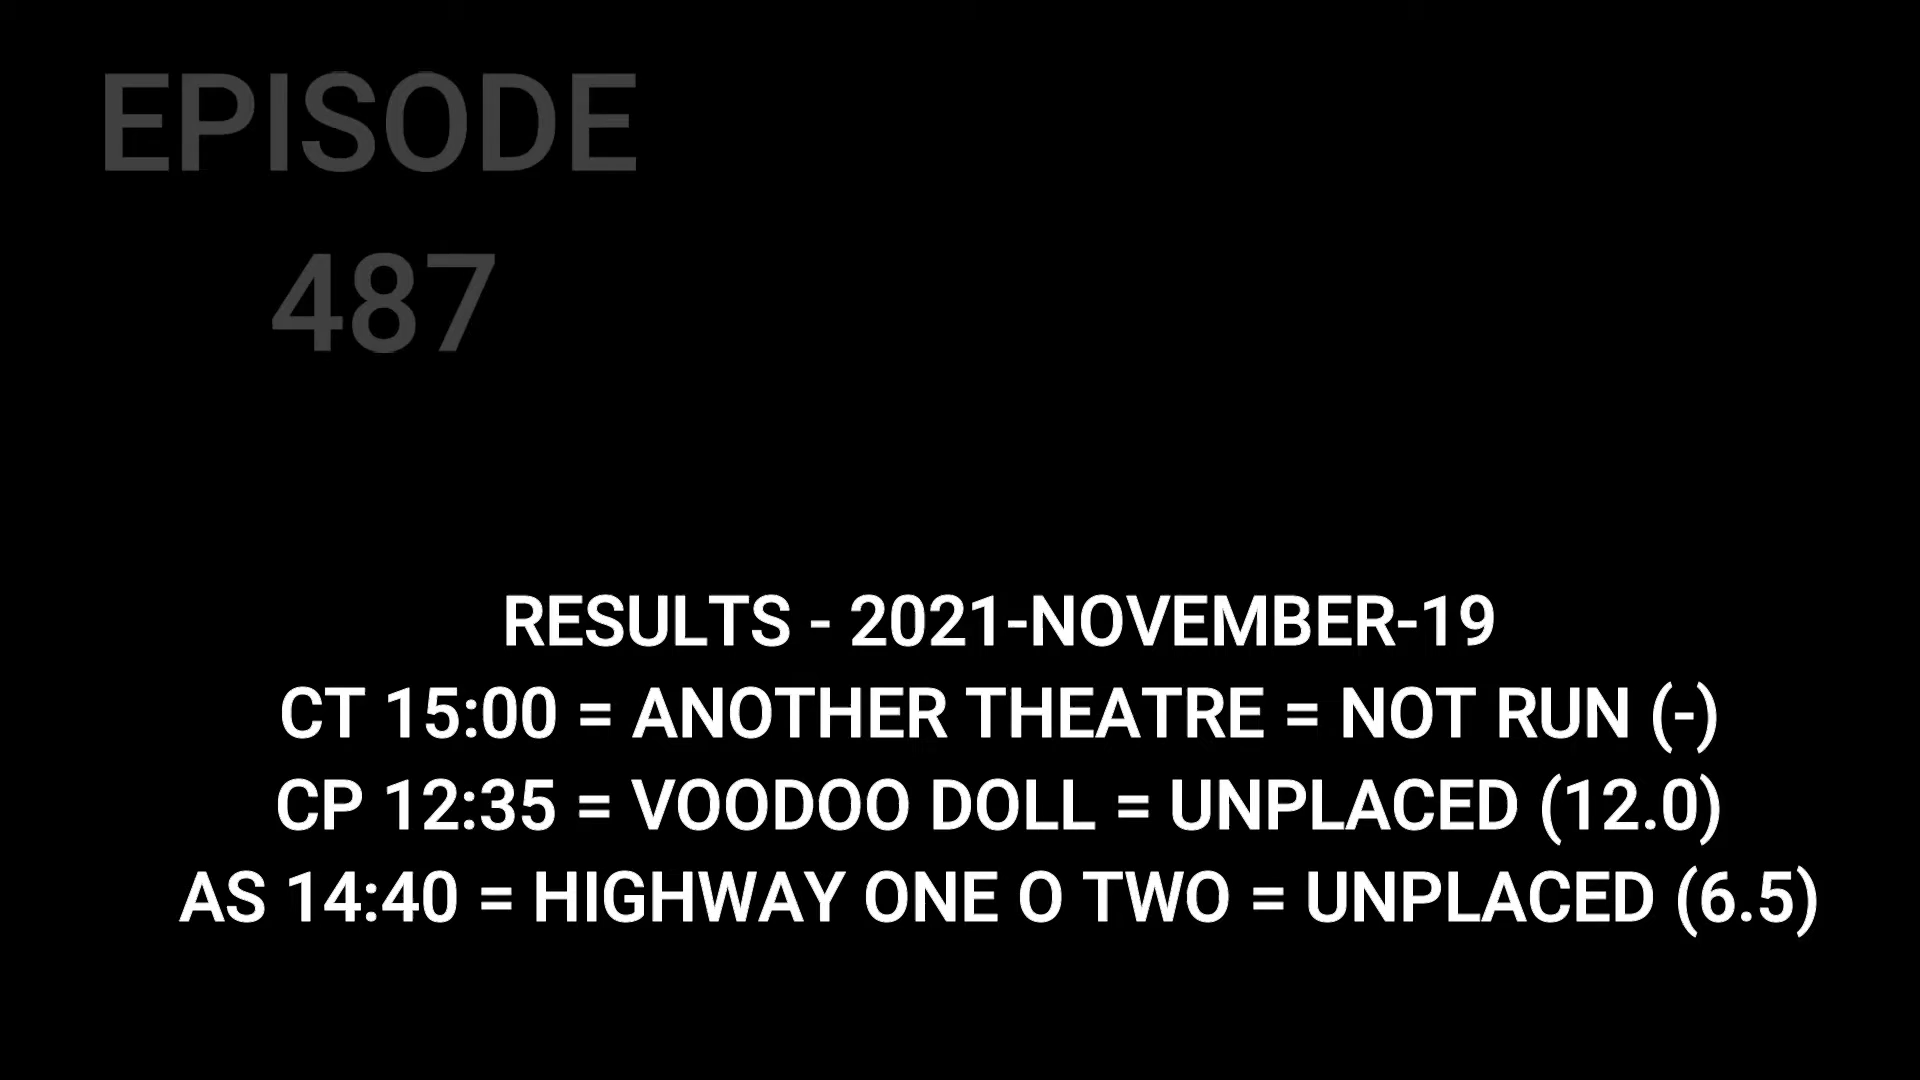 EPISODE
487
RESULTS - 2021-NOVEMBER-19
CT 15:00 = ANOTHER THEATRE = NOT RUN (-)
CP 12:35 = VOODOO DOLL = UNPLACED (12.0)
AS 14:40 = HIGHWAY ONE O TWO = UNPLACED (6.5)